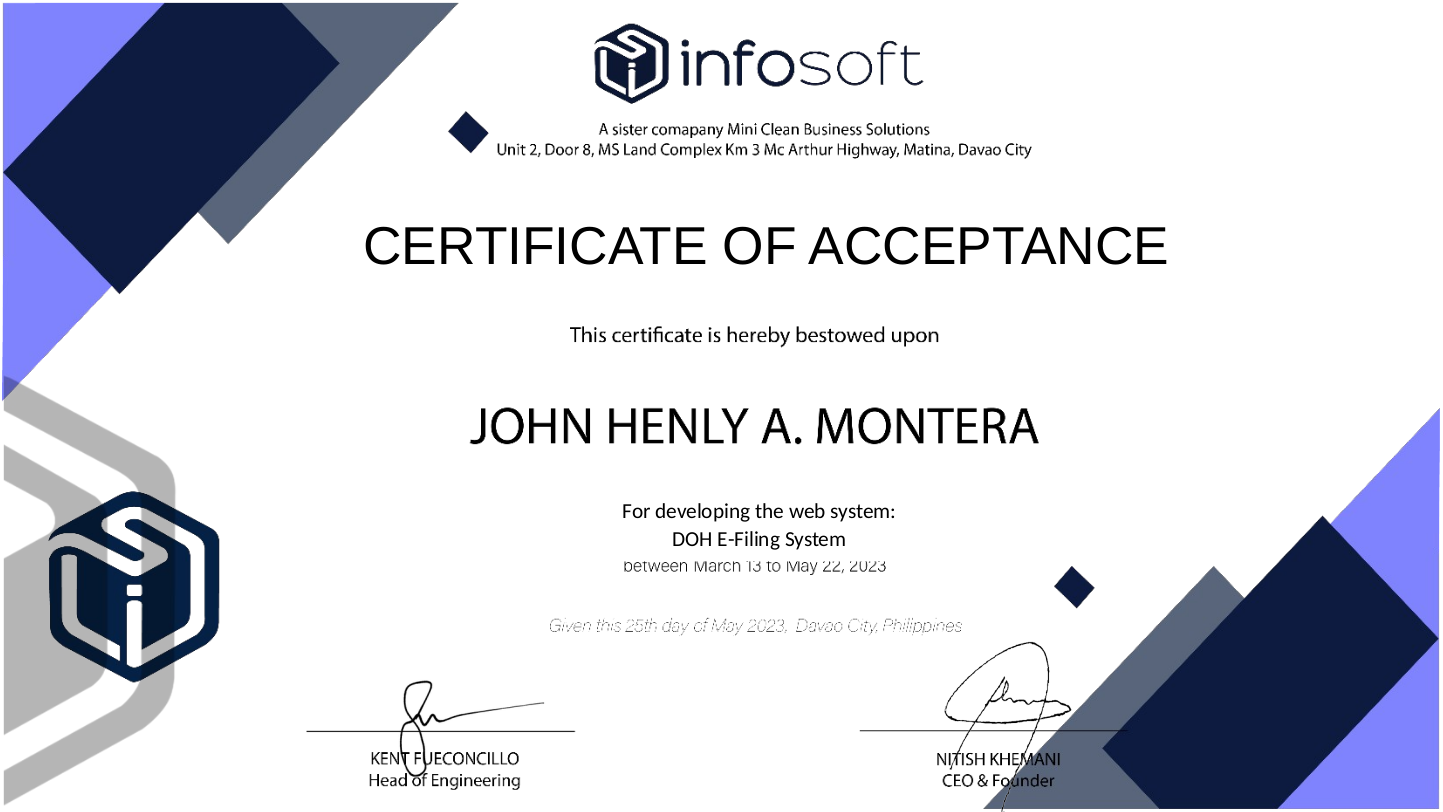 infosoft
A sister comapany Mini Clean Business Solutions
Unit 2, Door 8, MS Land Complex Km 3 Mc Arthur Highway, Matina, Davao City
CERTIFICATE OF ACCEPTANCE
This certificate is hereby bestowed upon
JOHN HENLY A. MONTERA
For developing the web system:
DOH E-Filing System
between March 13 to May 22, 2023
Given this 25th day of May 2023, Davao City, Philippines
KENT FUECONCILLO
Head of Engineering
NITISH KHEMANI
CEO & Founder